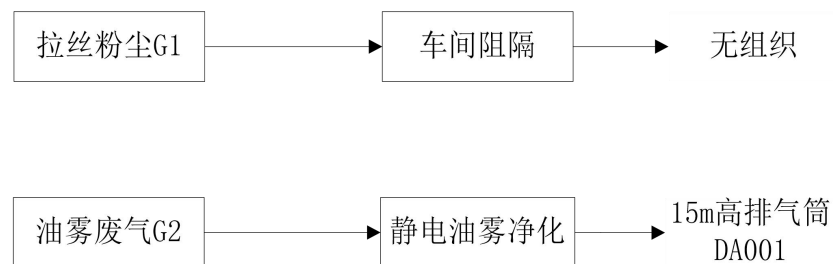 拉丝粉尘G1
车间阻隔
无组织
油雾废气G2
静电油雾净化
15m高排气筒
DA001